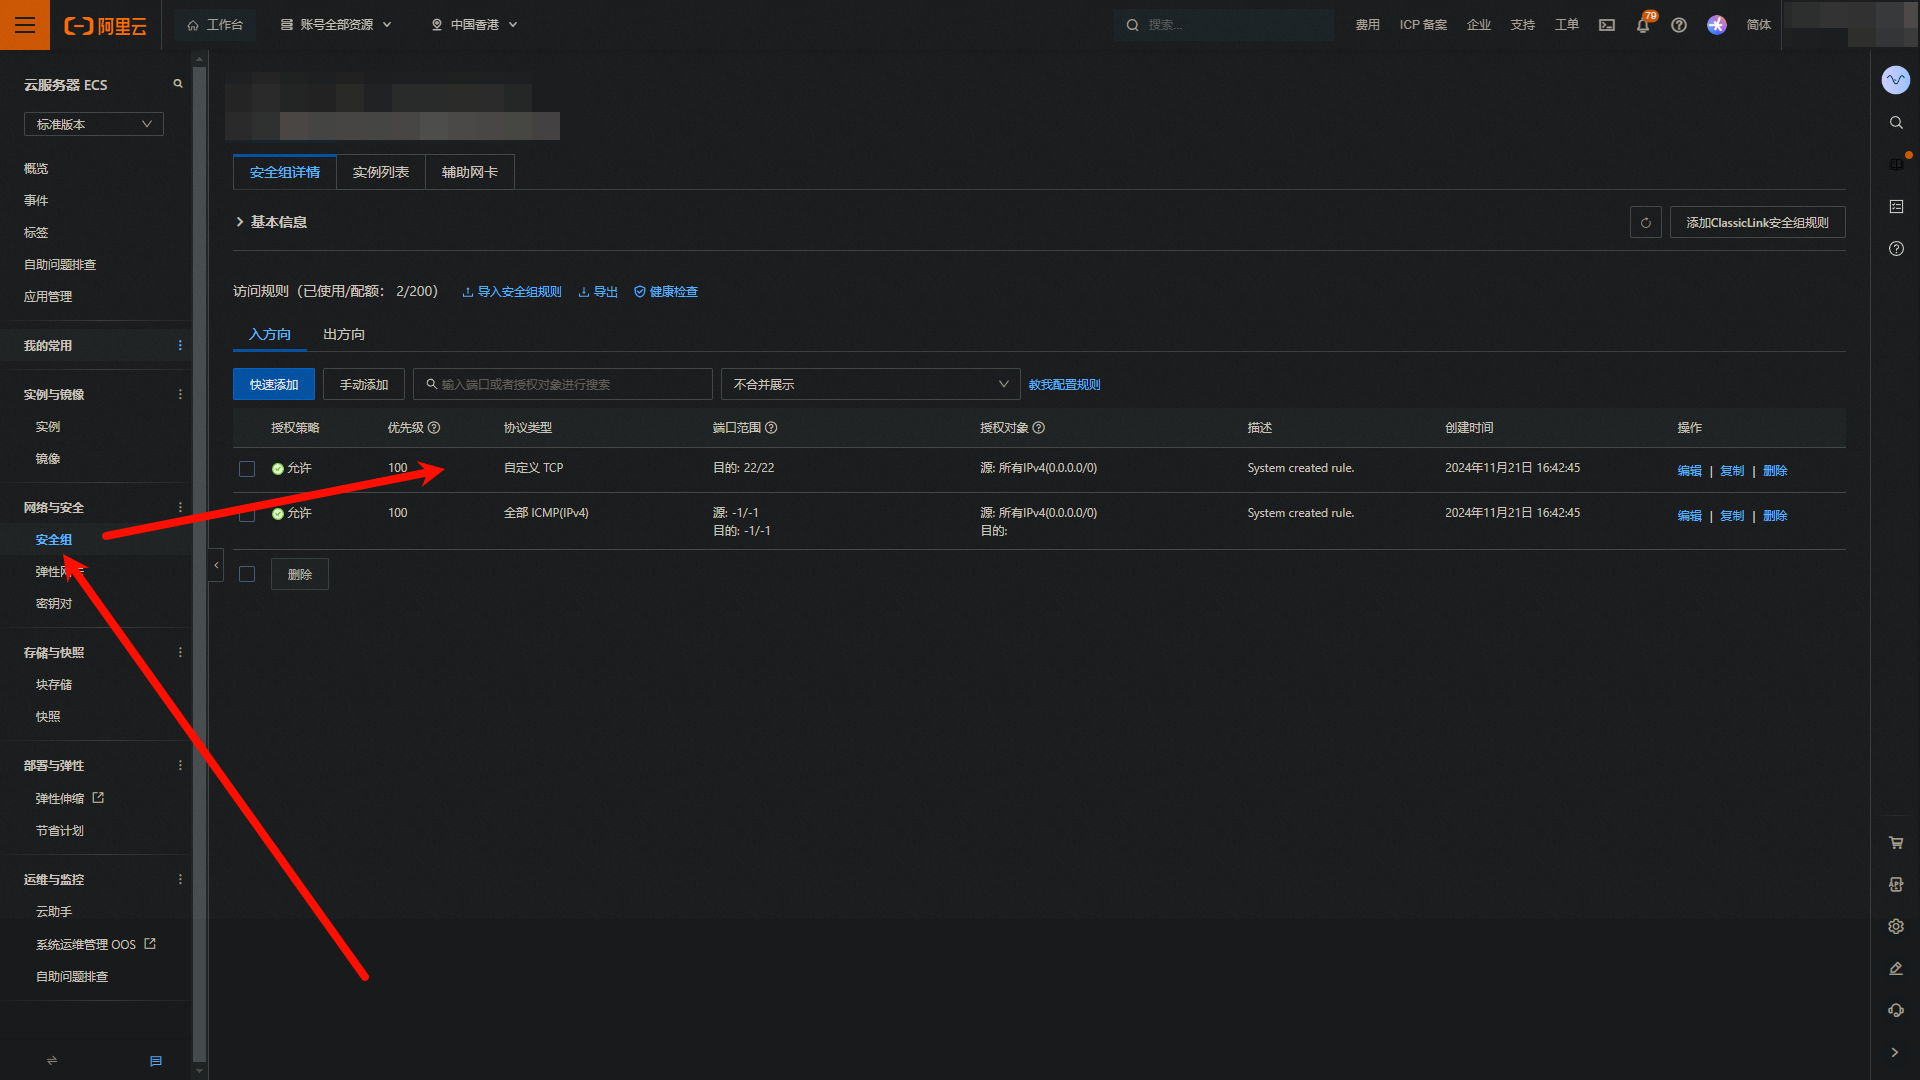 阿里云
工作台
账号全部资源
中国香港
搜索...
费用
ICP 备案
企业
支持
工单
79
简体
云服务器 ECS
标准版本
概览
事件
标签
自助问题排查
应用管理
我的常用
实例与镜像
实例
镜像
网络与安全
安全组
弹性网
密钥对
存储与快照
块存储
快照
部署与弹性
弹性伸缩
节省计划
运维与监控
云助手
系统运维管理 OOS
自助问题排查
安全组详情
实例列表
辅助网卡
基本信息
添加ClassicLink安全组规则
访问规则（已使用/配额： 2/200）
导入安全组规则
导出
健康检查
入方向
出方向
快速添加
手动添加
输入端口或者授权对象进行搜索
不合并展示
教我配置规则
授权策略 优先级 协议类型 端口范围 授权对象 描述 创建时间 操作
允许 100 自定义 TCP 目的: 22/22 源: 所有IPv4(0.0.0.0/0) System created rule. 2024年11月21日 16:42:45 编辑 | 复制 | 删除
允许 100 全部 ICMP(IPv4) 源: -1/-1 源: 所有IPv4(0.0.0.0/0) System created rule. 2024年11月21日 16:42:45 编辑 | 复制 | 删除
目的: -1/-1 目的:
删除